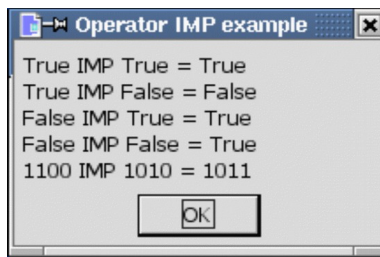 Operator IMP example
True IMP True = True
True IMP False = False
False IMP True = True
False IMP False = True
1100 IMP 1010 = 1011
OK